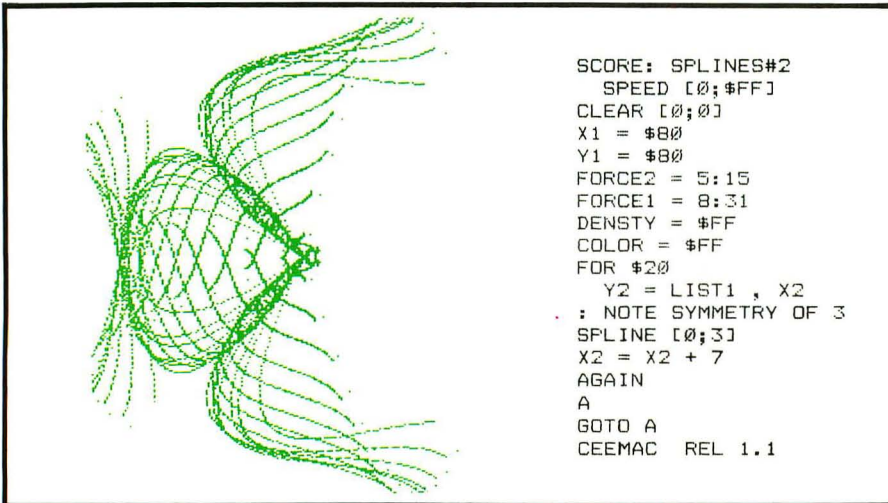 SCORE: SPLINES#2
SPEED [0;$FF]
CLEAR [0;0]
X1 = $80
Y1 = $80
FORCE2 = 5:15
FORCE1 = 8:31
DENSTY = $FF
COLOR = $FF
FOR $20
Y2 = LIST1 , X2
: NOTE SYMMETRY OF 3
SPLINE [0;3]
X2 = X2 + 7
AGAIN
A
GOTO A
CEEMAC REL 1.1